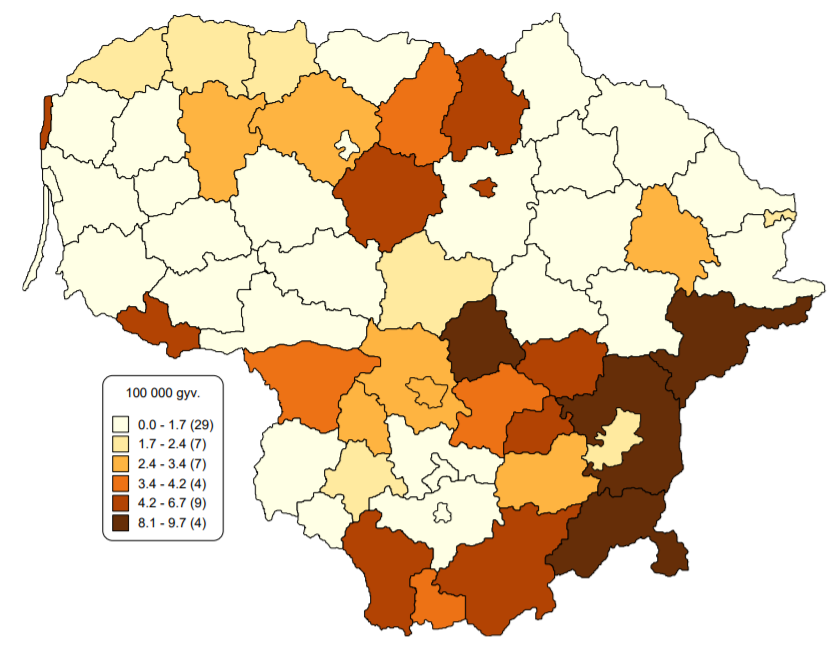 100 000 gyv.
0.0 - 1.7 (29)
1.7 - 2.4 (7)
2.4 - 3.4 (7)
3.4 - 4.2 (4)
4.2 - 6.7 (9)
8.1 - 9.7 (4)